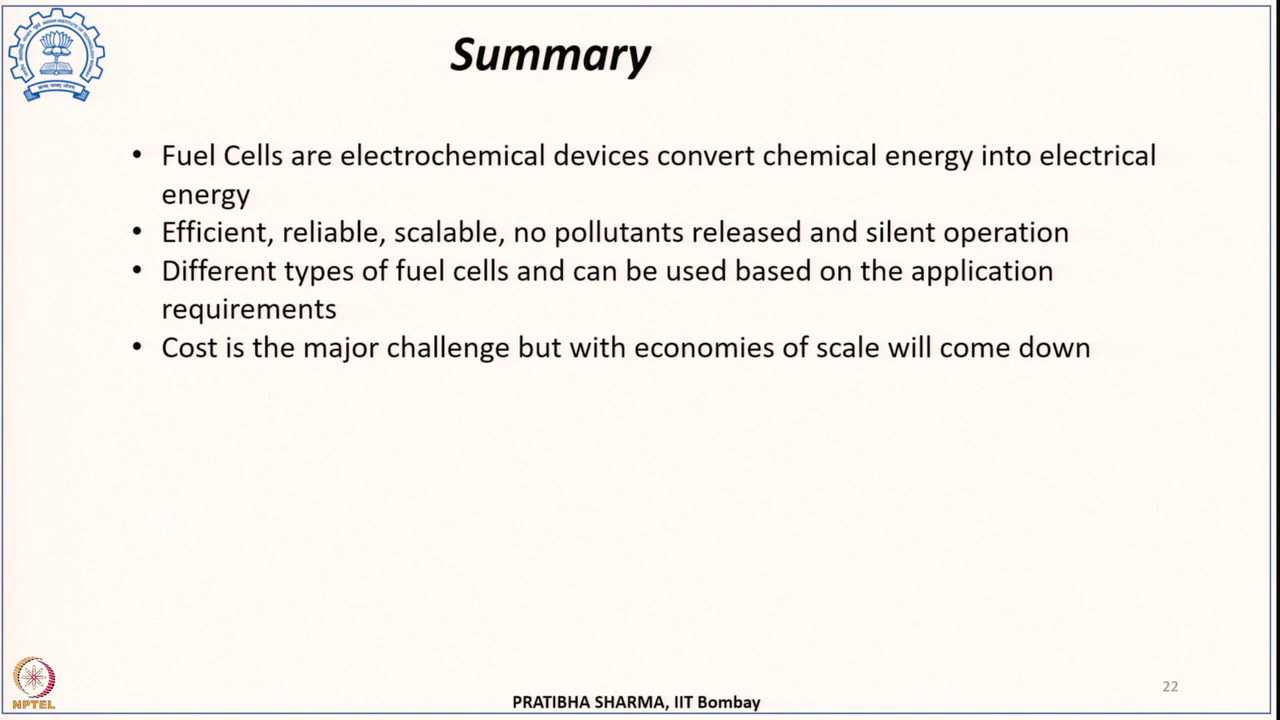 Summary
• Fuel Cells are electrochemical devices convert chemical energy into electrical
energy
• Efficient, reliable, scalable, no pollutants released and silent operation
• Different types of fuel cells and can be used based on the application
requirements
• Cost is the major challenge but with economies of scale will come down
22
NPTEL
PRATIBHA SHARMA, IIT Bombay